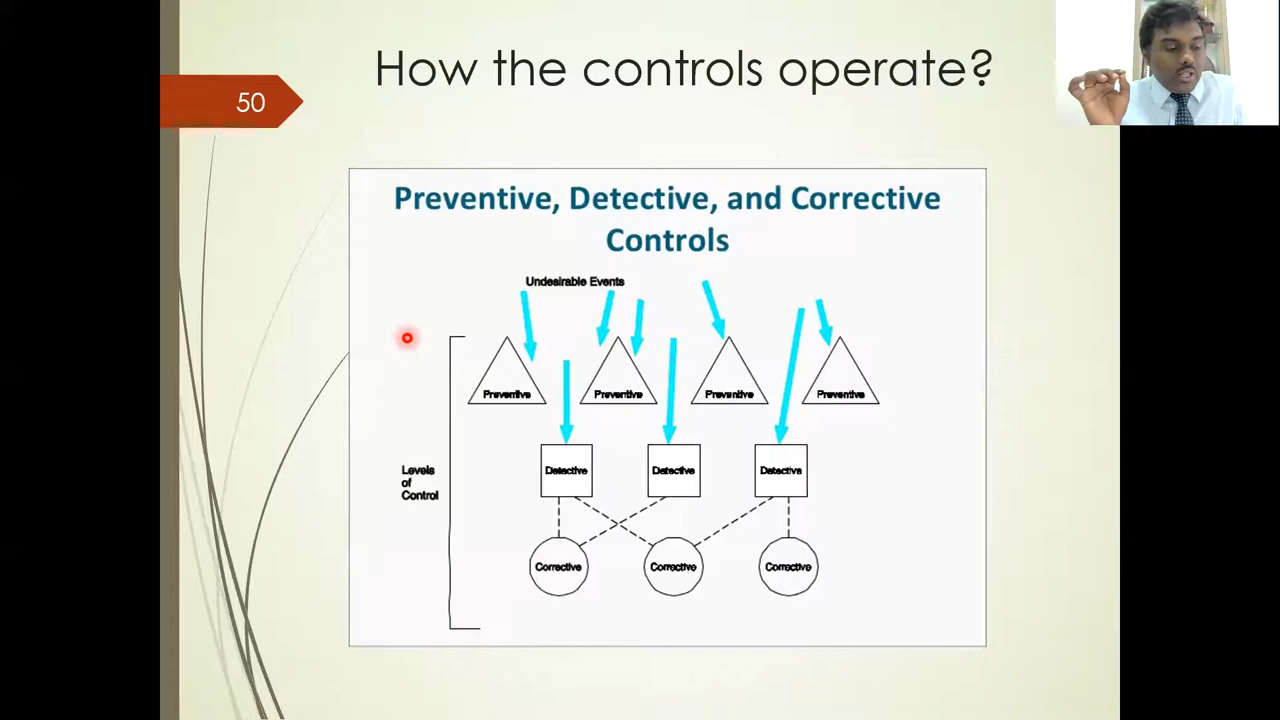 How the controls operate?
50
Preventive, Detective, and Corrective
Controls
Undesirable Events
Preventive
Preventive
Preventive
Preventive
Levels
of
Control
Detective
Detective
Detective
Corrective
Corrective
Corrective